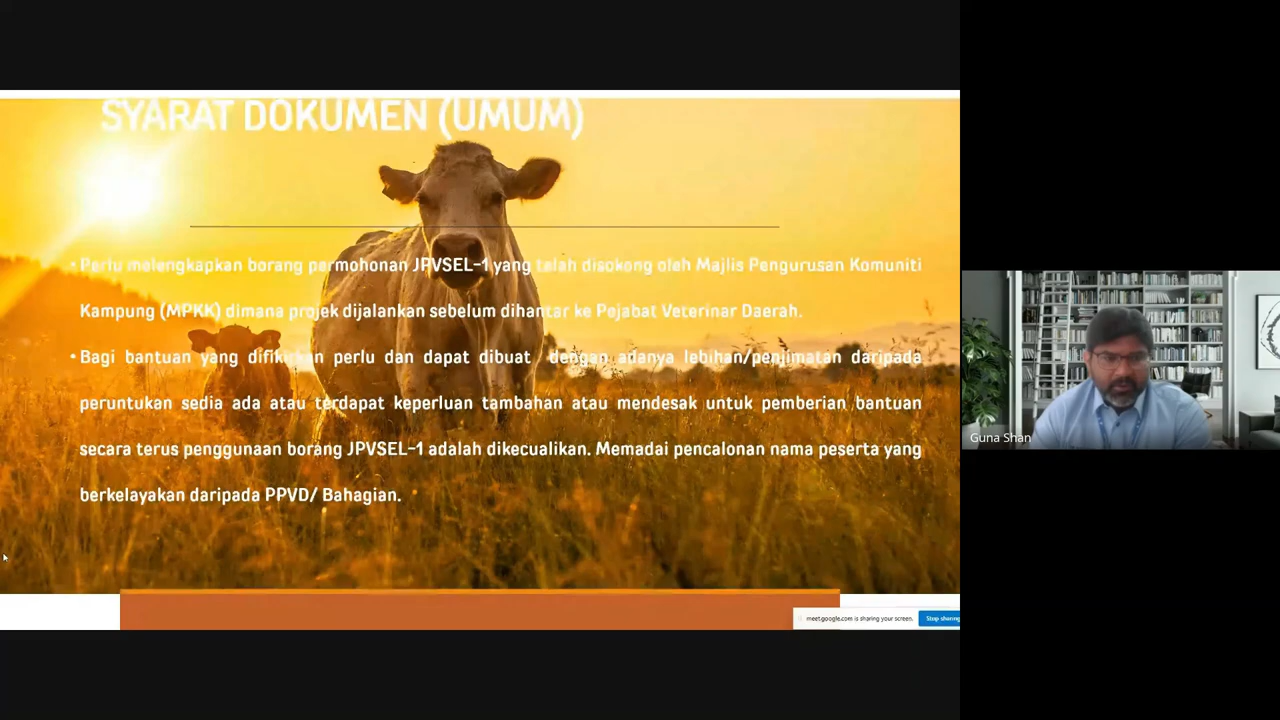 SYARAT DOKUMEN (UMUM)
• Perlu melengkapkan borang permohonan JPVSEL-1 yang telah disokong oleh Majlis Pengurusan Komuniti
Kampung (MPKK) dimana projek dijalankan sebelum dihantar ke Pejabat Veterinar Daerah.
• Bagi bantuan yang difikirkan perlu dan dapat dibuat dengan adanya lebihan/penjimatan daripada
peruntukan sedia ada atau terdapat keperluan tambahan atau mendesak untuk pemberian bantuan
secara terus penggunaan borang JPVSEL-1 adalah dikecualikan. Memadai pencalonan nama peserta yang
berkelayakan daripada PPVD/ Bahagian.
Guna Shan
meet.google.com is sharing your screen.
Stop sharing